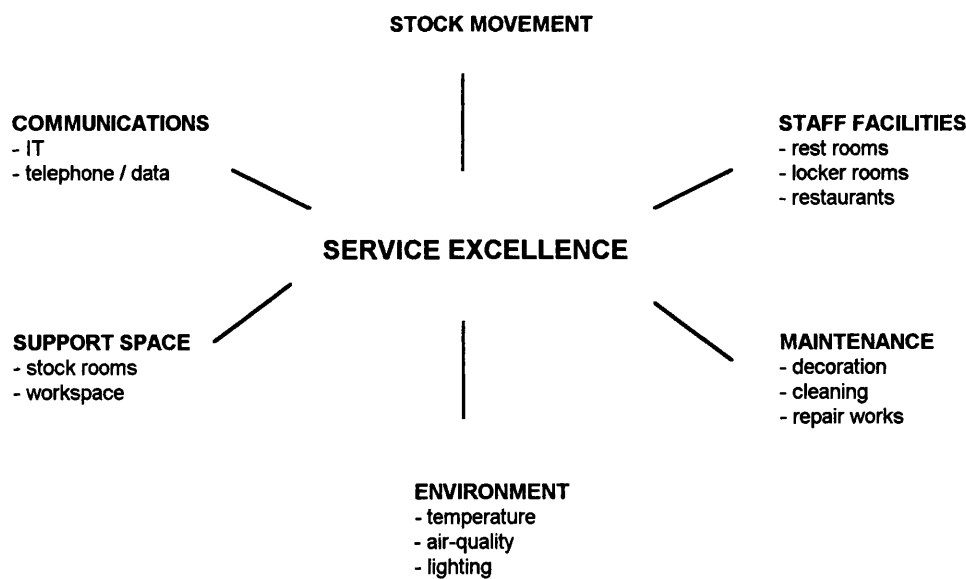 STOCK MOVEMENT
COMMUNICATIONS
- IT
- telephone / data
STAFF FACILITIES
- rest rooms
- locker rooms
- restaurants
SERVICE EXCELLENCE
SUPPORT SPACE
- stock rooms
- workspace
MAINTENANCE
- decoration
- cleaning
- repair works
ENVIRONMENT
- temperature
- air-quality
- lighting